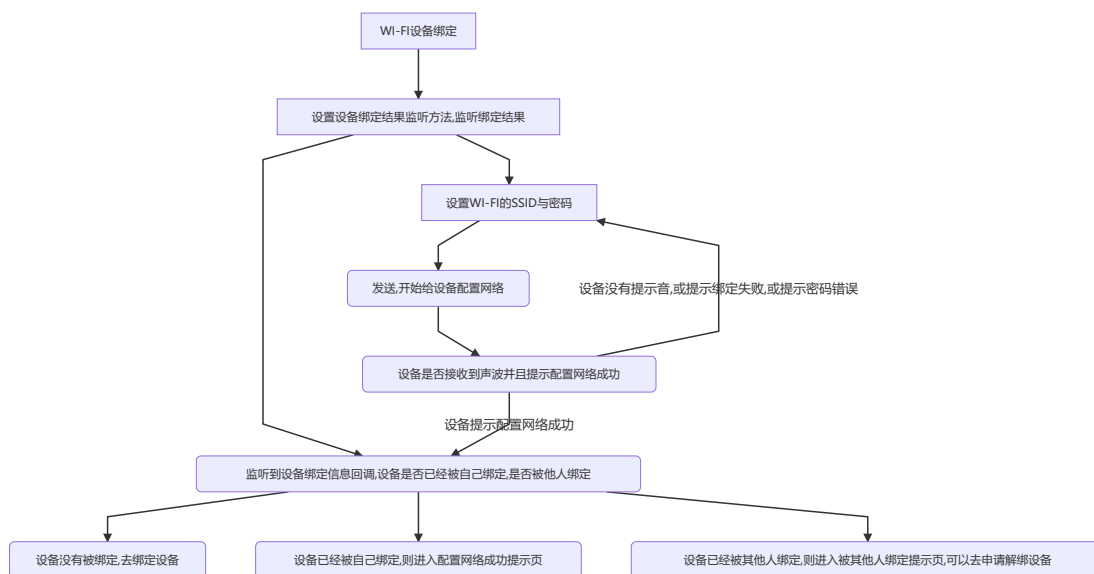 WI-FI设备绑定
设置设备绑定结果监听方法,监听绑定结果
设置WI-FI的SSID与密码
发送,开始给设备配置网络
设备没有提示音,或提示绑定失败,或提示密码错误
设备是否接收到声波并且提示配置网络成功
设备提示配置网络成功
监听到设备绑定信息回调,设备是否已经被自己绑定,是否被他人绑定
设备没有被绑定,去绑定设备
设备已经被自己绑定,则进入配置网络成功提示页
设备已经被其他人绑定,则进入被其他人绑定提示页,可以去申请解绑设备